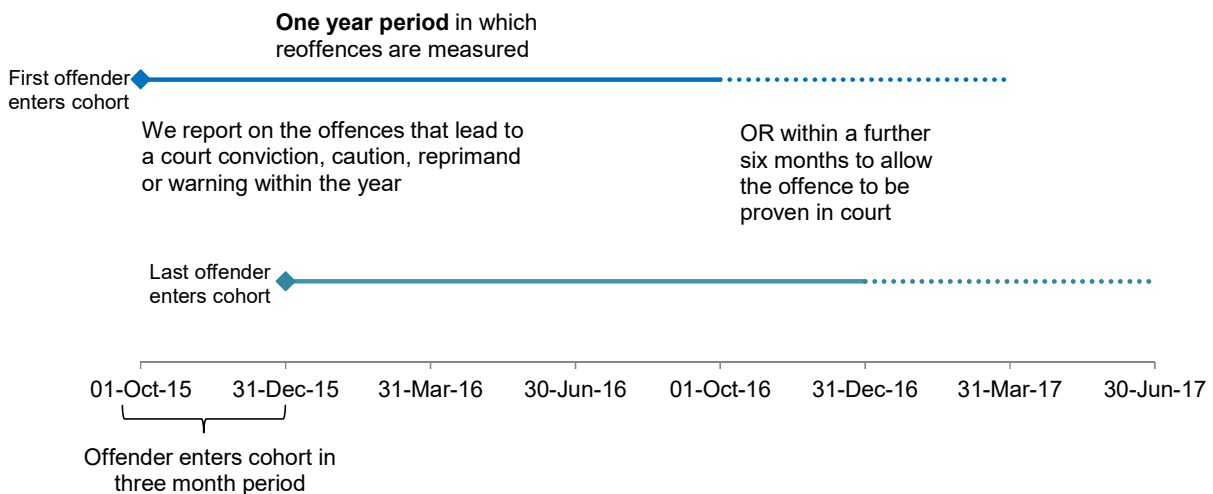 One year period in which
reoffences are measured
First offender
enters cohort
We report on the offences that lead to
a court conviction, caution, reprimand
or warning within the year
OR within a further
six months to allow
the offence to be
proven in court
Last offender
enters cohort
01-Oct-15 31-Dec-15 31-Mar-16 30-Jun-16 01-Oct-16 31-Dec-16 31-Mar-17 30-Jun-17
Offender enters cohort in
three month period